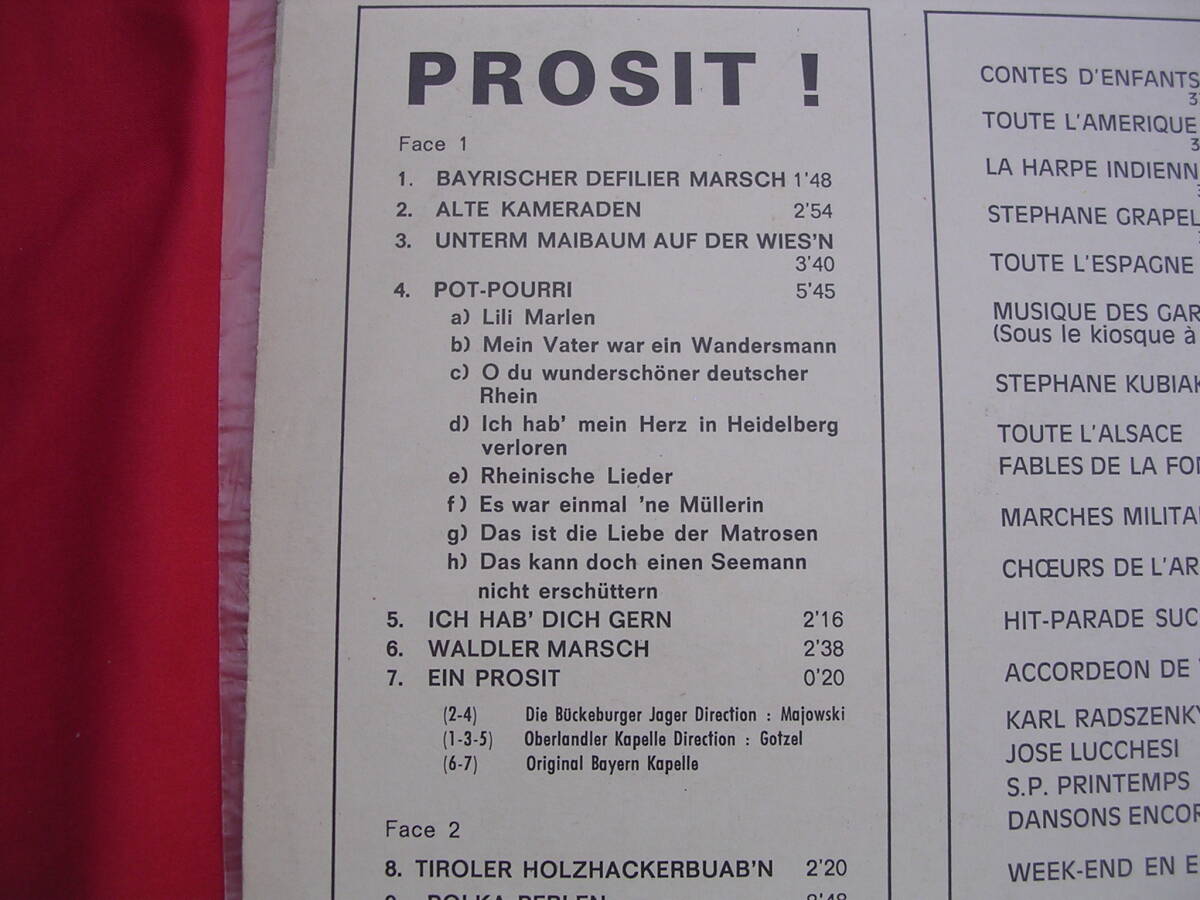 PROSIT !
Face 1
1. BAYRISCHER DEFILIER MARSCH 1'48
2. ALTE KAMERADEN 2'54
3. UNTERM MAIBAUM AUF DER WIES'N
3'40
4. POT-POURRI 5'45
a) Lili Marlen
b) Mein Vater war ein Wandersmann
c) O du wunderschöner deutscher
Rhein
d) Ich hab' mein Herz in Heidelberg
verloren
e) Rheinische Lieder
f) Es war einmal 'ne Müllerin
g) Das ist die Liebe der Matrosen
h) Das kann doch einen Seemann
nicht erschüttern
5. ICH HAB' DICH GERN 2'16
6. WALDLER MARSCH 2'38
7. EIN PROSIT 0'20
(2-4) Die Bückeburger Jager Direction : Majowski
(1-3-5) Oberlandler Kapelle Direction : Gotzel
(6-7) Original Bayern Kapelle
Face 2
8. TIROLER HOLZHACKERBUAB'N 2'20
CONTES D'ENFANTS
TOUTE L'AMERIQUE
LA HARPE INDIENN
STEPHANE GRAPEL
TOUTE L'ESPAGNE
MUSIQUE DES GAR
(Sous le kiosque à
STEPHANE KUBIAK
TOUTE L'ALSACE
FABLES DE LA FON
MARCHES MILITA
CHŒURS DE L'AR
HIT-PARADE SUC
ACCORDEON DE
KARL RADSZENKY
JOSE LUCCHESI
S.P. PRINTEMPS
DANSONS ENCOR
WEEK-END EN E